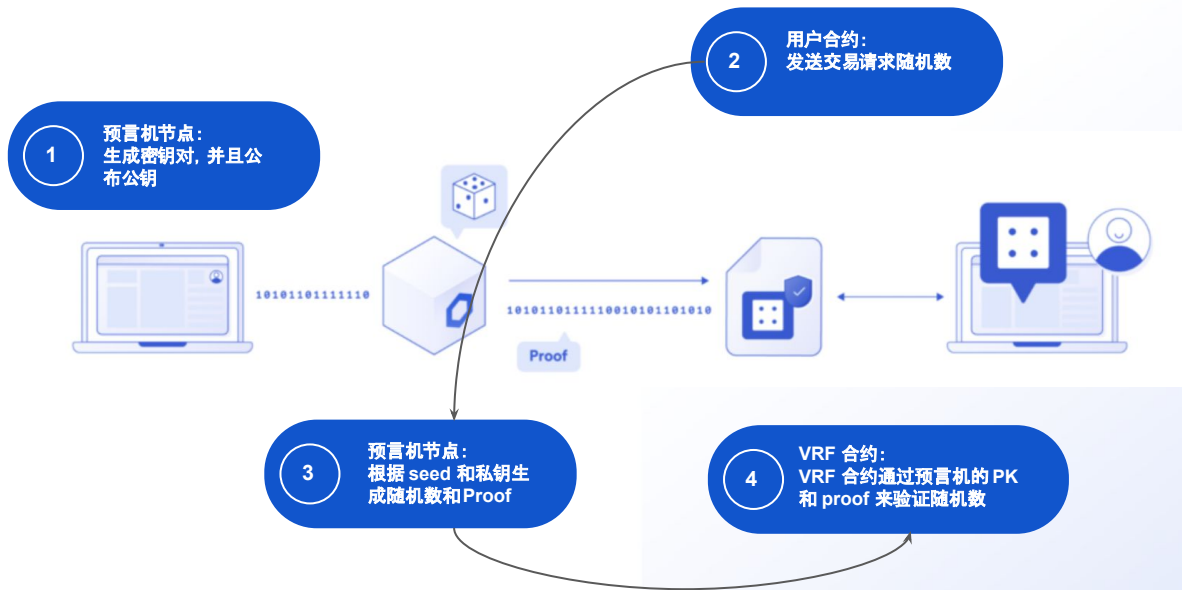 1
预言机节点：
生成密钥对，并且公
布公钥
2
用户合约：
发送交易请求随机数
10101101111110
1010110111110010101101010
Proof
3
预言机节点：
根据 seed 和私钥生
成随机数和Proof
4
VRF 合约：
VRF 合约通过预言机的 PK
和 proof 来验证随机数